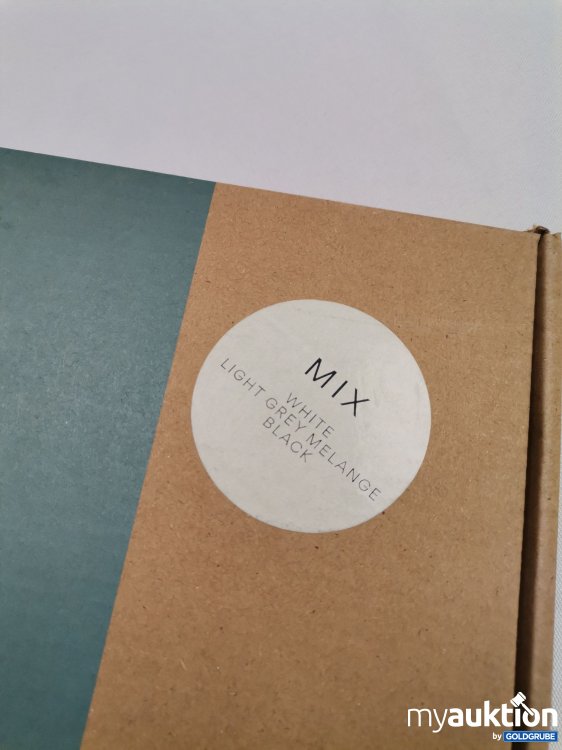 MIX
WHITE
LIGHT GREY MELANGE
BLACK
myauktion
by GOLDGRUBE